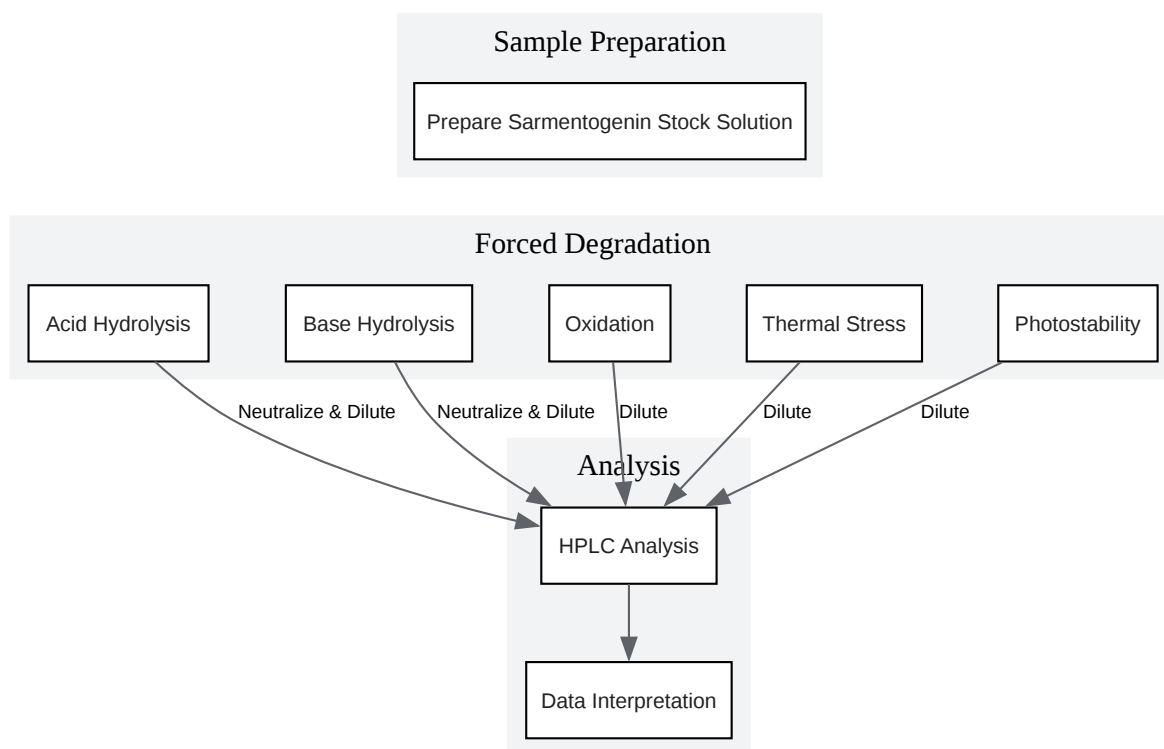 Sample Preparation
Prepare Sarmentogenin Stock Solution
Forced Degradation
Acid Hydrolysis
Base Hydrolysis
Oxidation
Thermal Stress
Photostability
Neutralize & Dilute
Neutralize & Dilute
Dilute
Dilute
Dilute
Analysis
HPLC Analysis
Data Interpretation